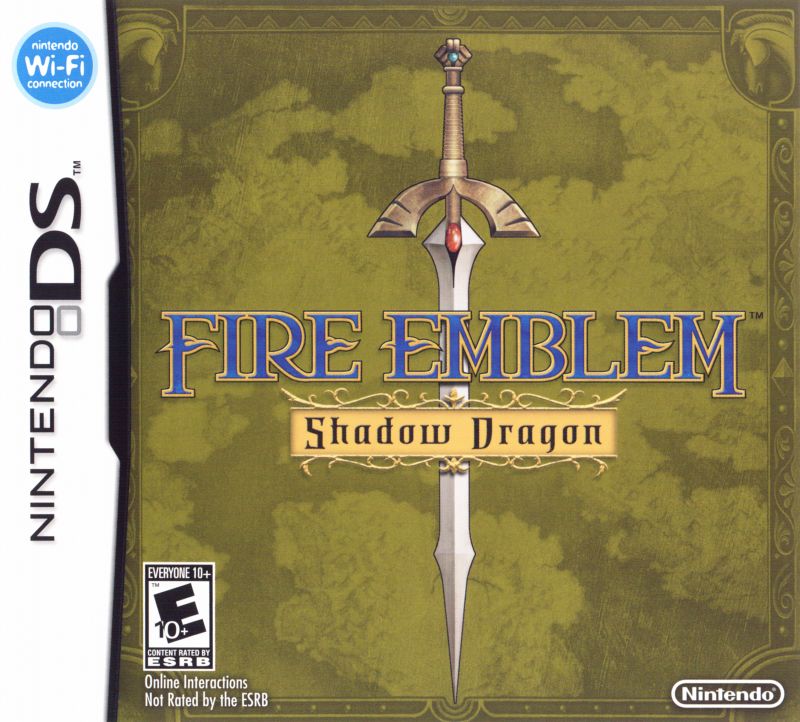 nintendo
Wi-Fi
connection
NINTENDO DS™
FIRE EMBLEM™
Shadow Dragon
EVERYONE 10+
™
E
10+
CONTENT RATED BY
ESRB
Online Interactions
Not Rated by the ESRB
Nintendo®